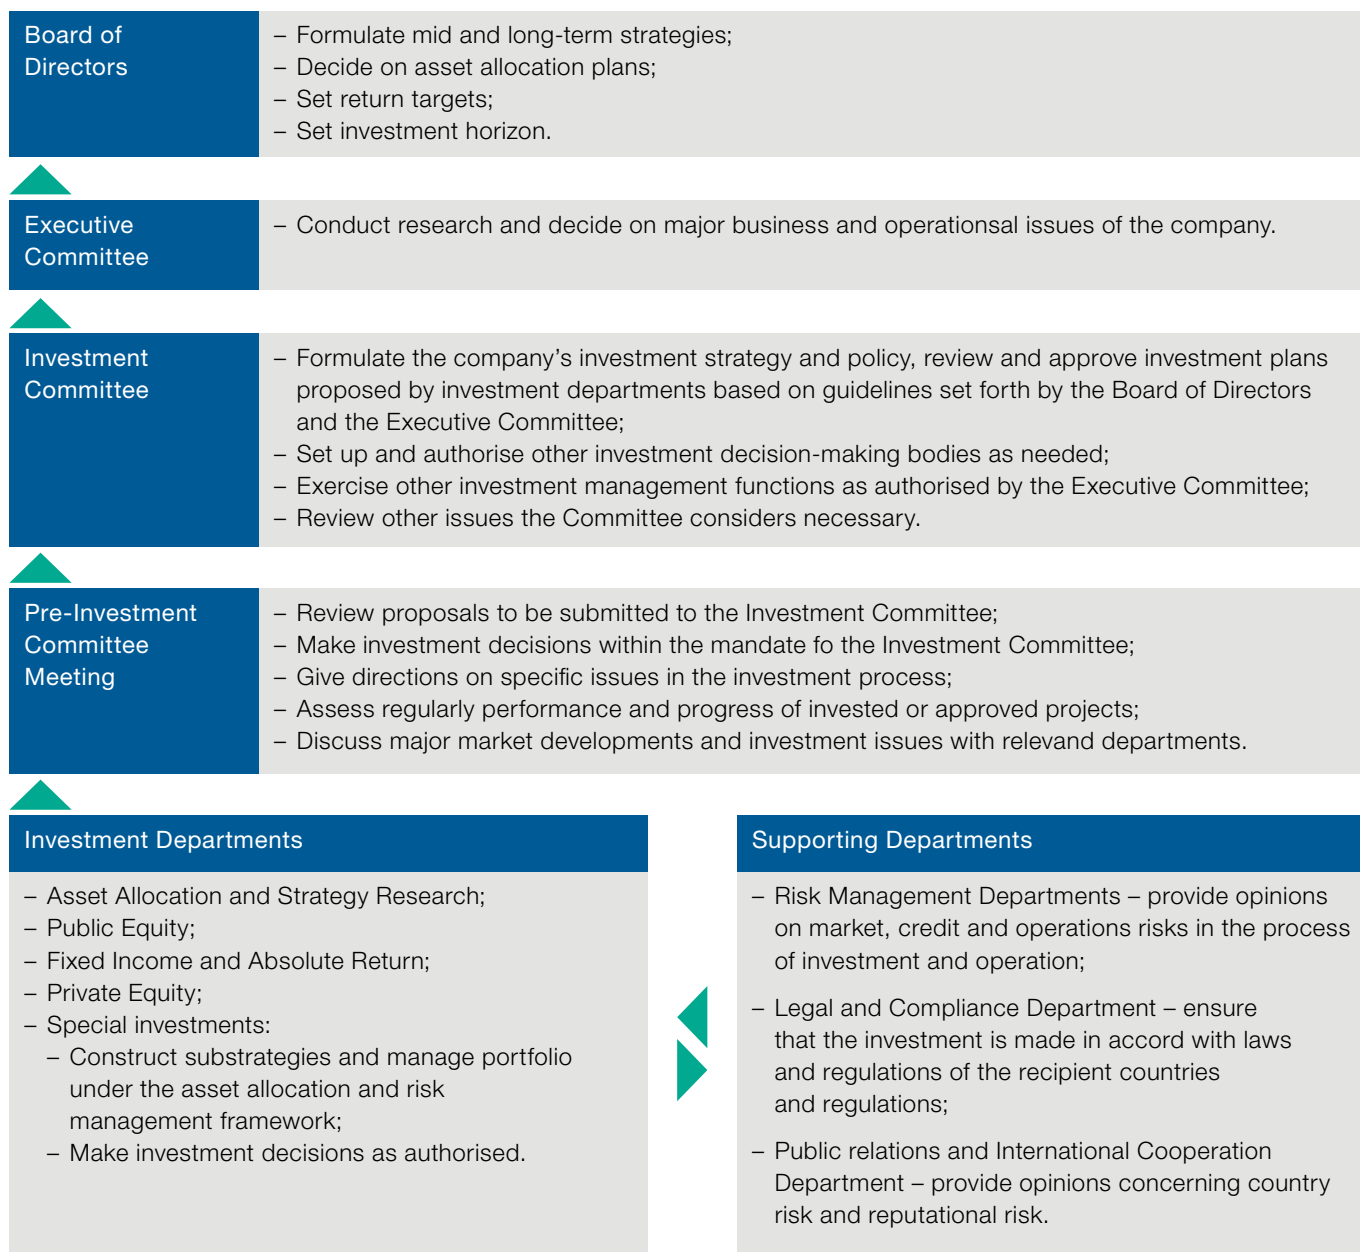 Board of
Directors
– Formulate mid and long-term strategies;
– Decide on asset allocation plans;
– Set return targets;
– Set investment horizon.
Executive
Committee
– Conduct research and decide on major business and operationsal issues of the company.
Investment
Committee
– Formulate the company’s investment strategy and policy, review and approve investment plans
proposed by investment departments based on guidelines set forth by the Board of Directors
and the Executive Committee;
– Set up and authorise other investment decision-making bodies as needed;
– Exercise other investment management functions as authorised by the Executive Committee;
– Review other issues the Committee considers necessary.
Pre-Investment
Committee
Meeting
– Review proposals to be submitted to the Investment Committee;
– Make investment decisions within the mandate fo the Investment Committee;
– Give directions on specific issues in the investment process;
– Assess regularly performance and progress of invested or approved projects;
– Discuss major market developments and investment issues with relevand departments.
Investment Departments
– Asset Allocation and Strategy Research;
– Public Equity;
– Fixed Income and Absolute Return;
– Private Equity;
– Special investments:
– Construct substrategies and manage portfolio
under the asset allocation and risk
management framework;
– Make investment decisions as authorised.
Supporting Departments
– Risk Management Departments – provide opinions
on market, credit and operations risks in the process
of investment and operation;
– Legal and Compliance Department – ensure
that the investment is made in accord with laws
and regulations of the recipient countries
and regulations;
– Public relations and International Cooperation
Department – provide opinions concerning country
risk and reputational risk.